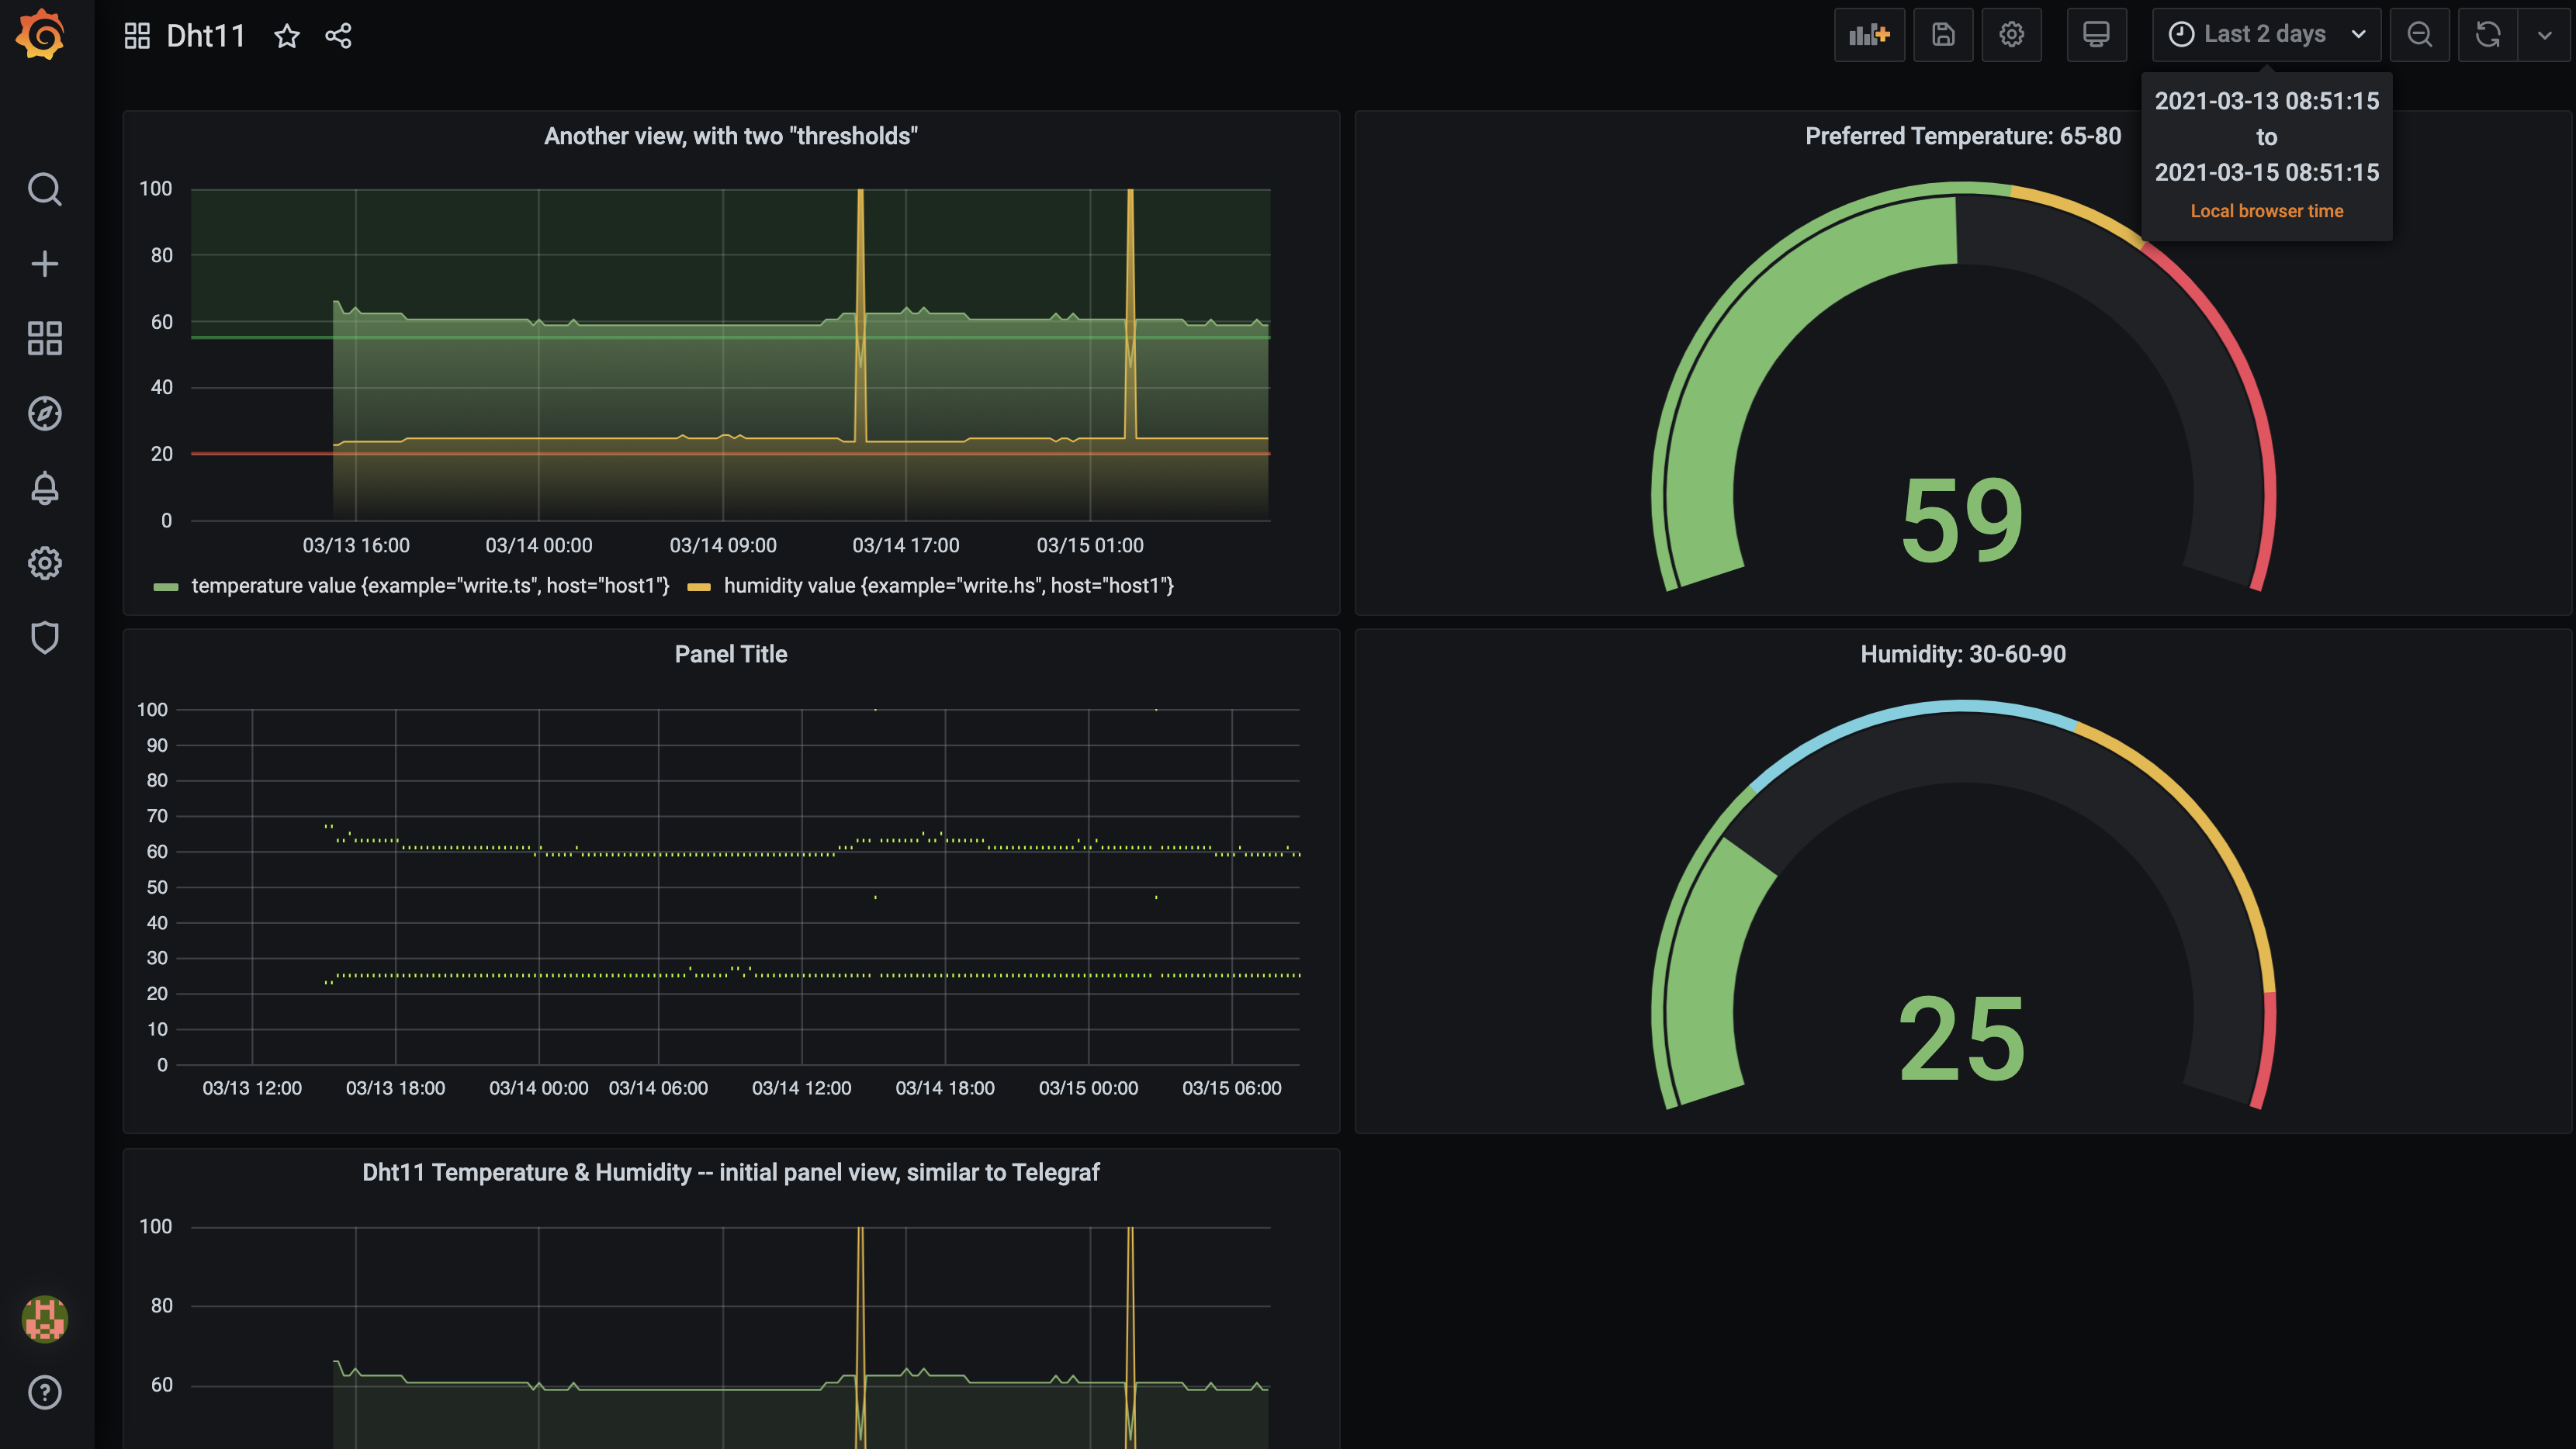 Dht11
Last 2 days
2021-03-13 08:51:15
to
2021-03-15 08:51:15
Local browser time
Another view, with two "thresholds"
100
80
60
40
20
0
03/13 16:00 03/14 00:00 03/14 09:00 03/14 17:00 03/15 01:00
temperature value {example="write.ts", host="host1"} humidity value {example="write.hs", host="host1"}
Preferred Temperature: 65-80
59
Panel Title
100
90
80
70
60
50
40
30
20
10
0
03/13 12:00 03/13 18:00 03/14 00:00 03/14 06:00 03/14 12:00 03/14 18:00 03/15 00:00 03/15 06:00
Humidity: 30-60-90
25
Dht11 Temperature & Humidity -- initial panel view, similar to Telegraf
100
80
60